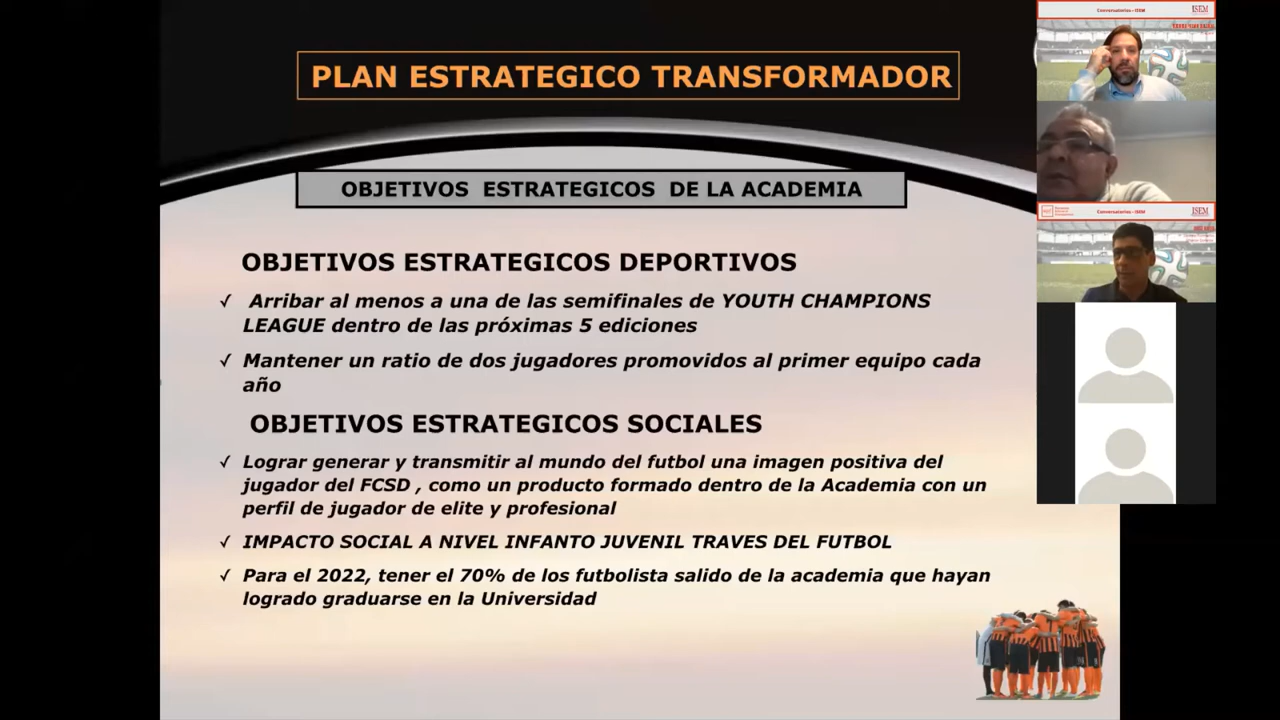 PLAN ESTRATEGICO TRANSFORMADOR
OBJETIVOS ESTRATEGICOS DE LA ACADEMIA
OBJETIVOS ESTRATEGICOS DEPORTIVOS
✓ Arribar al menos a una de las semifinales de YOUTH CHAMPIONS
LEAGUE dentro de las próximas 5 ediciones
✓ Mantener un ratio de dos jugadores promovidos al primer equipo cada
año
OBJETIVOS ESTRATEGICOS SOCIALES
✓ Lograr generar y transmitir al mundo del futbol una imagen positiva del
jugador del FCSD , como un producto formado dentro de la Academia con un
perfil de jugador de elite y profesional
✓ IMPACTO SOCIAL A NIVEL INFANTO JUVENIL TRAVES DEL FUTBOL
✓ Para el 2022, tener el 70% de los futbolista salido de la academia que hayan
logrado graduarse en la Universidad
Conversatorios - ISEM
ISEM
Conversatorios - ISEM
ISEM